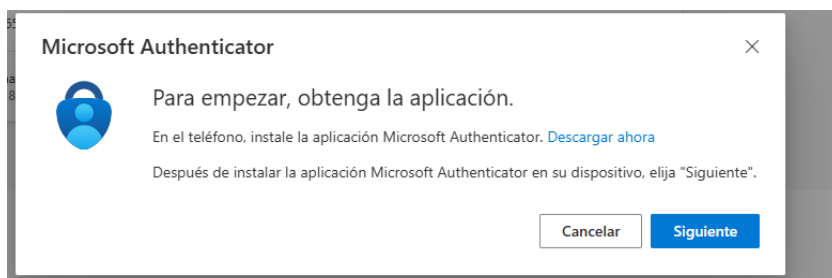 Microsoft Authenticator
Para empezar, obtenga la aplicación.
En el teléfono, instale la aplicación Microsoft Authenticator. Descargar ahora
Después de instalar la aplicación Microsoft Authenticator en su dispositivo, elija "Siguiente".
Cancelar Siguiente